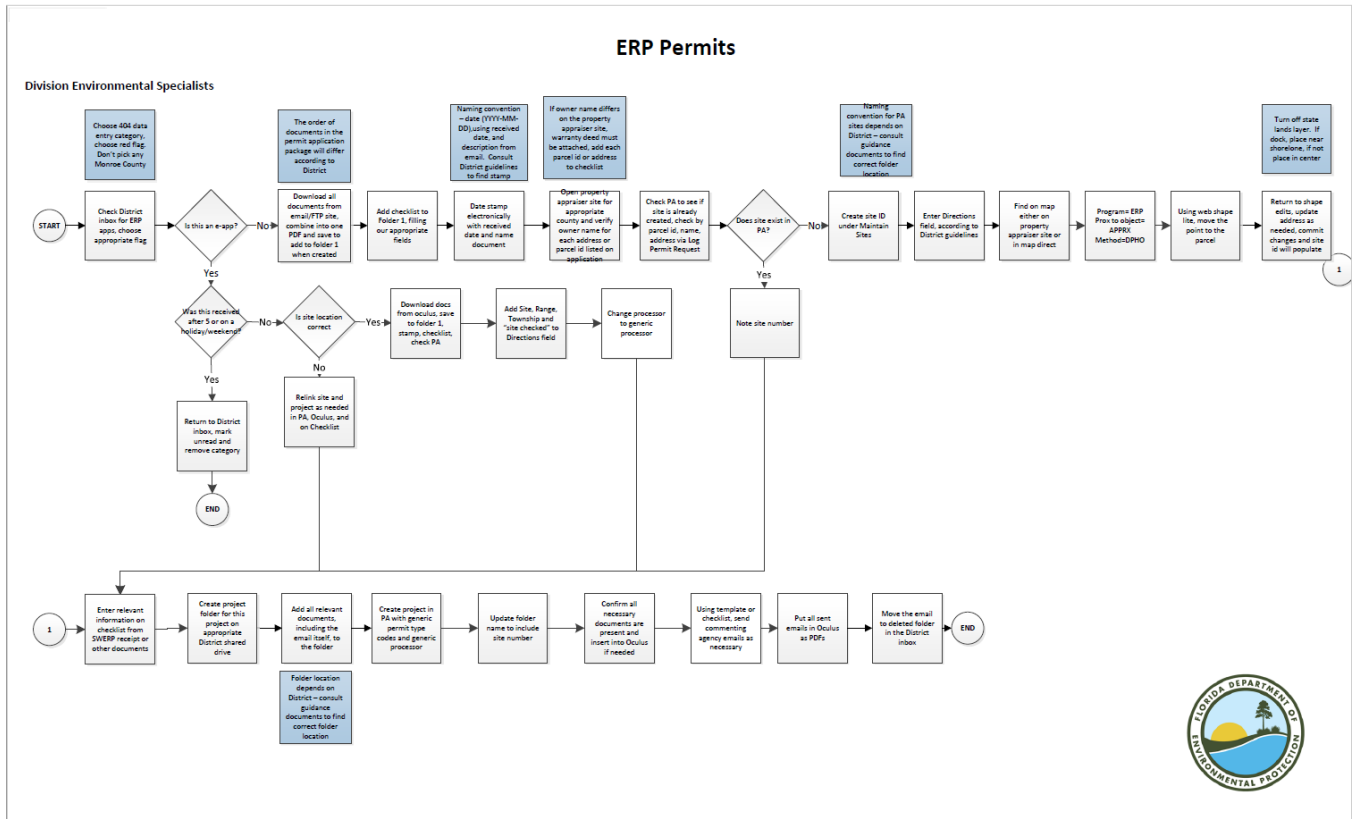 ERP Permits
Division Environmental Specialists
Choose 404 data
entry category,
choose red flag.
Don't pick any
Monroe County
The order of
documents in the
permit application
package will differ
according to
District
Naming convention
– date (YYYY-MM-
DD),using received
date, and
description from
email. Consult
District guidelines
to find stamp
If owner name differs
on the property
appraiser site,
warranty deed must
be attached, add each
parcel id or address
to checklist
Naming
convention for PA
sites depends on
District – consult
guidance
documents to find
correct folder
location
Turn off state
lands layer. If
dock, place near
shorelone, if not
place in center
START
Check District
inbox for ERP
apps, choose
appropriate flag
Is this an e-app?
No
Download all
documents from
email/FTP site,
combine into one
PDF and save to
add to folder 1
when created
Add checklist to
Folder 1, filling
our appropriate
fields
Date stamp
electronically
with received
date and name
document
Open property
appraiser site for
appropriate
county and verify
owner name for
each address or
parcel id listed on
application
Check PA to see if
site is already
created, check by
parcel id, name,
address via Log
Permit Request
Does site exist in
PA?
No
Create site ID
under Maintain
Sites
Enter Directions
field, according to
District guidelines
Find on map
either on
property
appraiser site or
in map direct
Program= ERP
Prox to object=
APPRX
Method=DPHO
Using web shape
lite, move the
point to the
parcel
Return to shape
edits, update
address as
needed, commit
changes and site
id will populate
1
Yes
Yes
Was this received
after 5 or on a
holiday/weekend?
No
Is site location
correct
Yes
Download docs
from oculus, save
to folder 1,
stamp, checklist,
check PA
Add Site, Range,
Township and
"site checked" to
Directions field
Change processor
to generic
processor
Note site number
Yes
No
Return to District
inbox, mark
unread and
remove category
Relink site and
project as needed
in PA, Oculus, and
on Checklist
END
1
Enter relevant
information on
checklist from
SWERP receipt or
other documents
Create project
folder for this
project on
appropriate
District shared
drive
Add all relevant
documents,
including the
email itself, to
the folder
Create project in
PA with generic
permit type
codes and generic
processor
Update folder
name to include
site number
Confirm all
necessary
documents are
present and
insert into Oculus
if needed
Using template or
checklist, send
commenting
agency emails as
necessary
Put all sent
emails in Oculus
as PDFs
Move the email
to deleted folder
in the District
inbox
END
Folder location
depends on
District – consult
guidance
documents to find
correct folder
location
FLORIDA DEPARTMENT OF
ENVIRONMENTAL PROTECTION